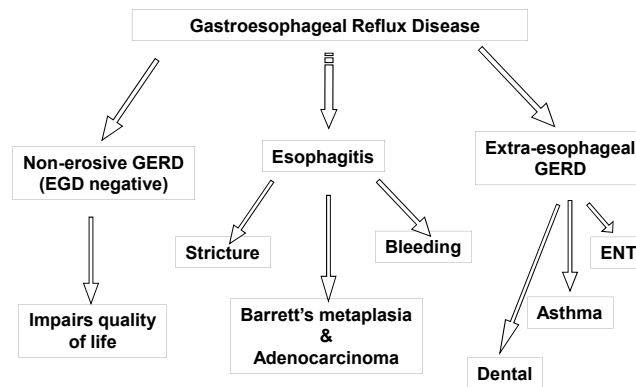 Gastroesophageal Reflux Disease
Non-erosive GERD
(EGD negative)
Esophagitis
Extra-esophageal
GERD
Stricture
Bleeding
ENT
Impairs quality
of life
Barrett's metaplasia
&
Adenocarcinoma
Asthma
Dental